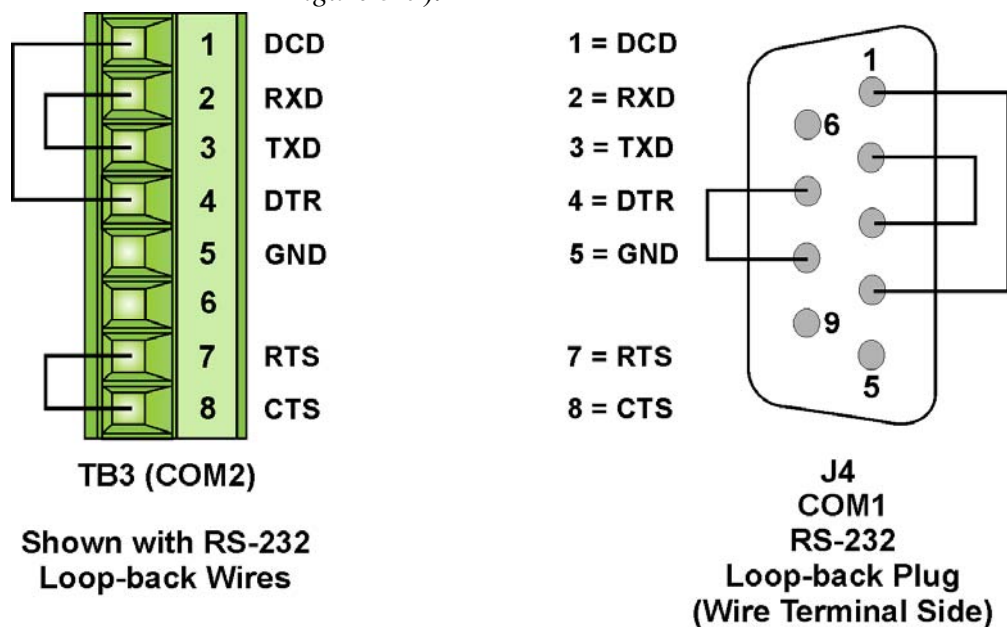 1 DCD
2 RXD
3 TXD
4 DTR
5 GND
6
7 RTS
8 CTS
TB3 (COM2)
Shown with RS-232
Loop-back Wires
1 = DCD
2 = RXD
3 = TXD
4 = DTR
5 = GND
7 = RTS
8 = CTS
1
6
9
5
J4
COM1
RS-232
Loop-back Plug
(Wire Terminal Side)